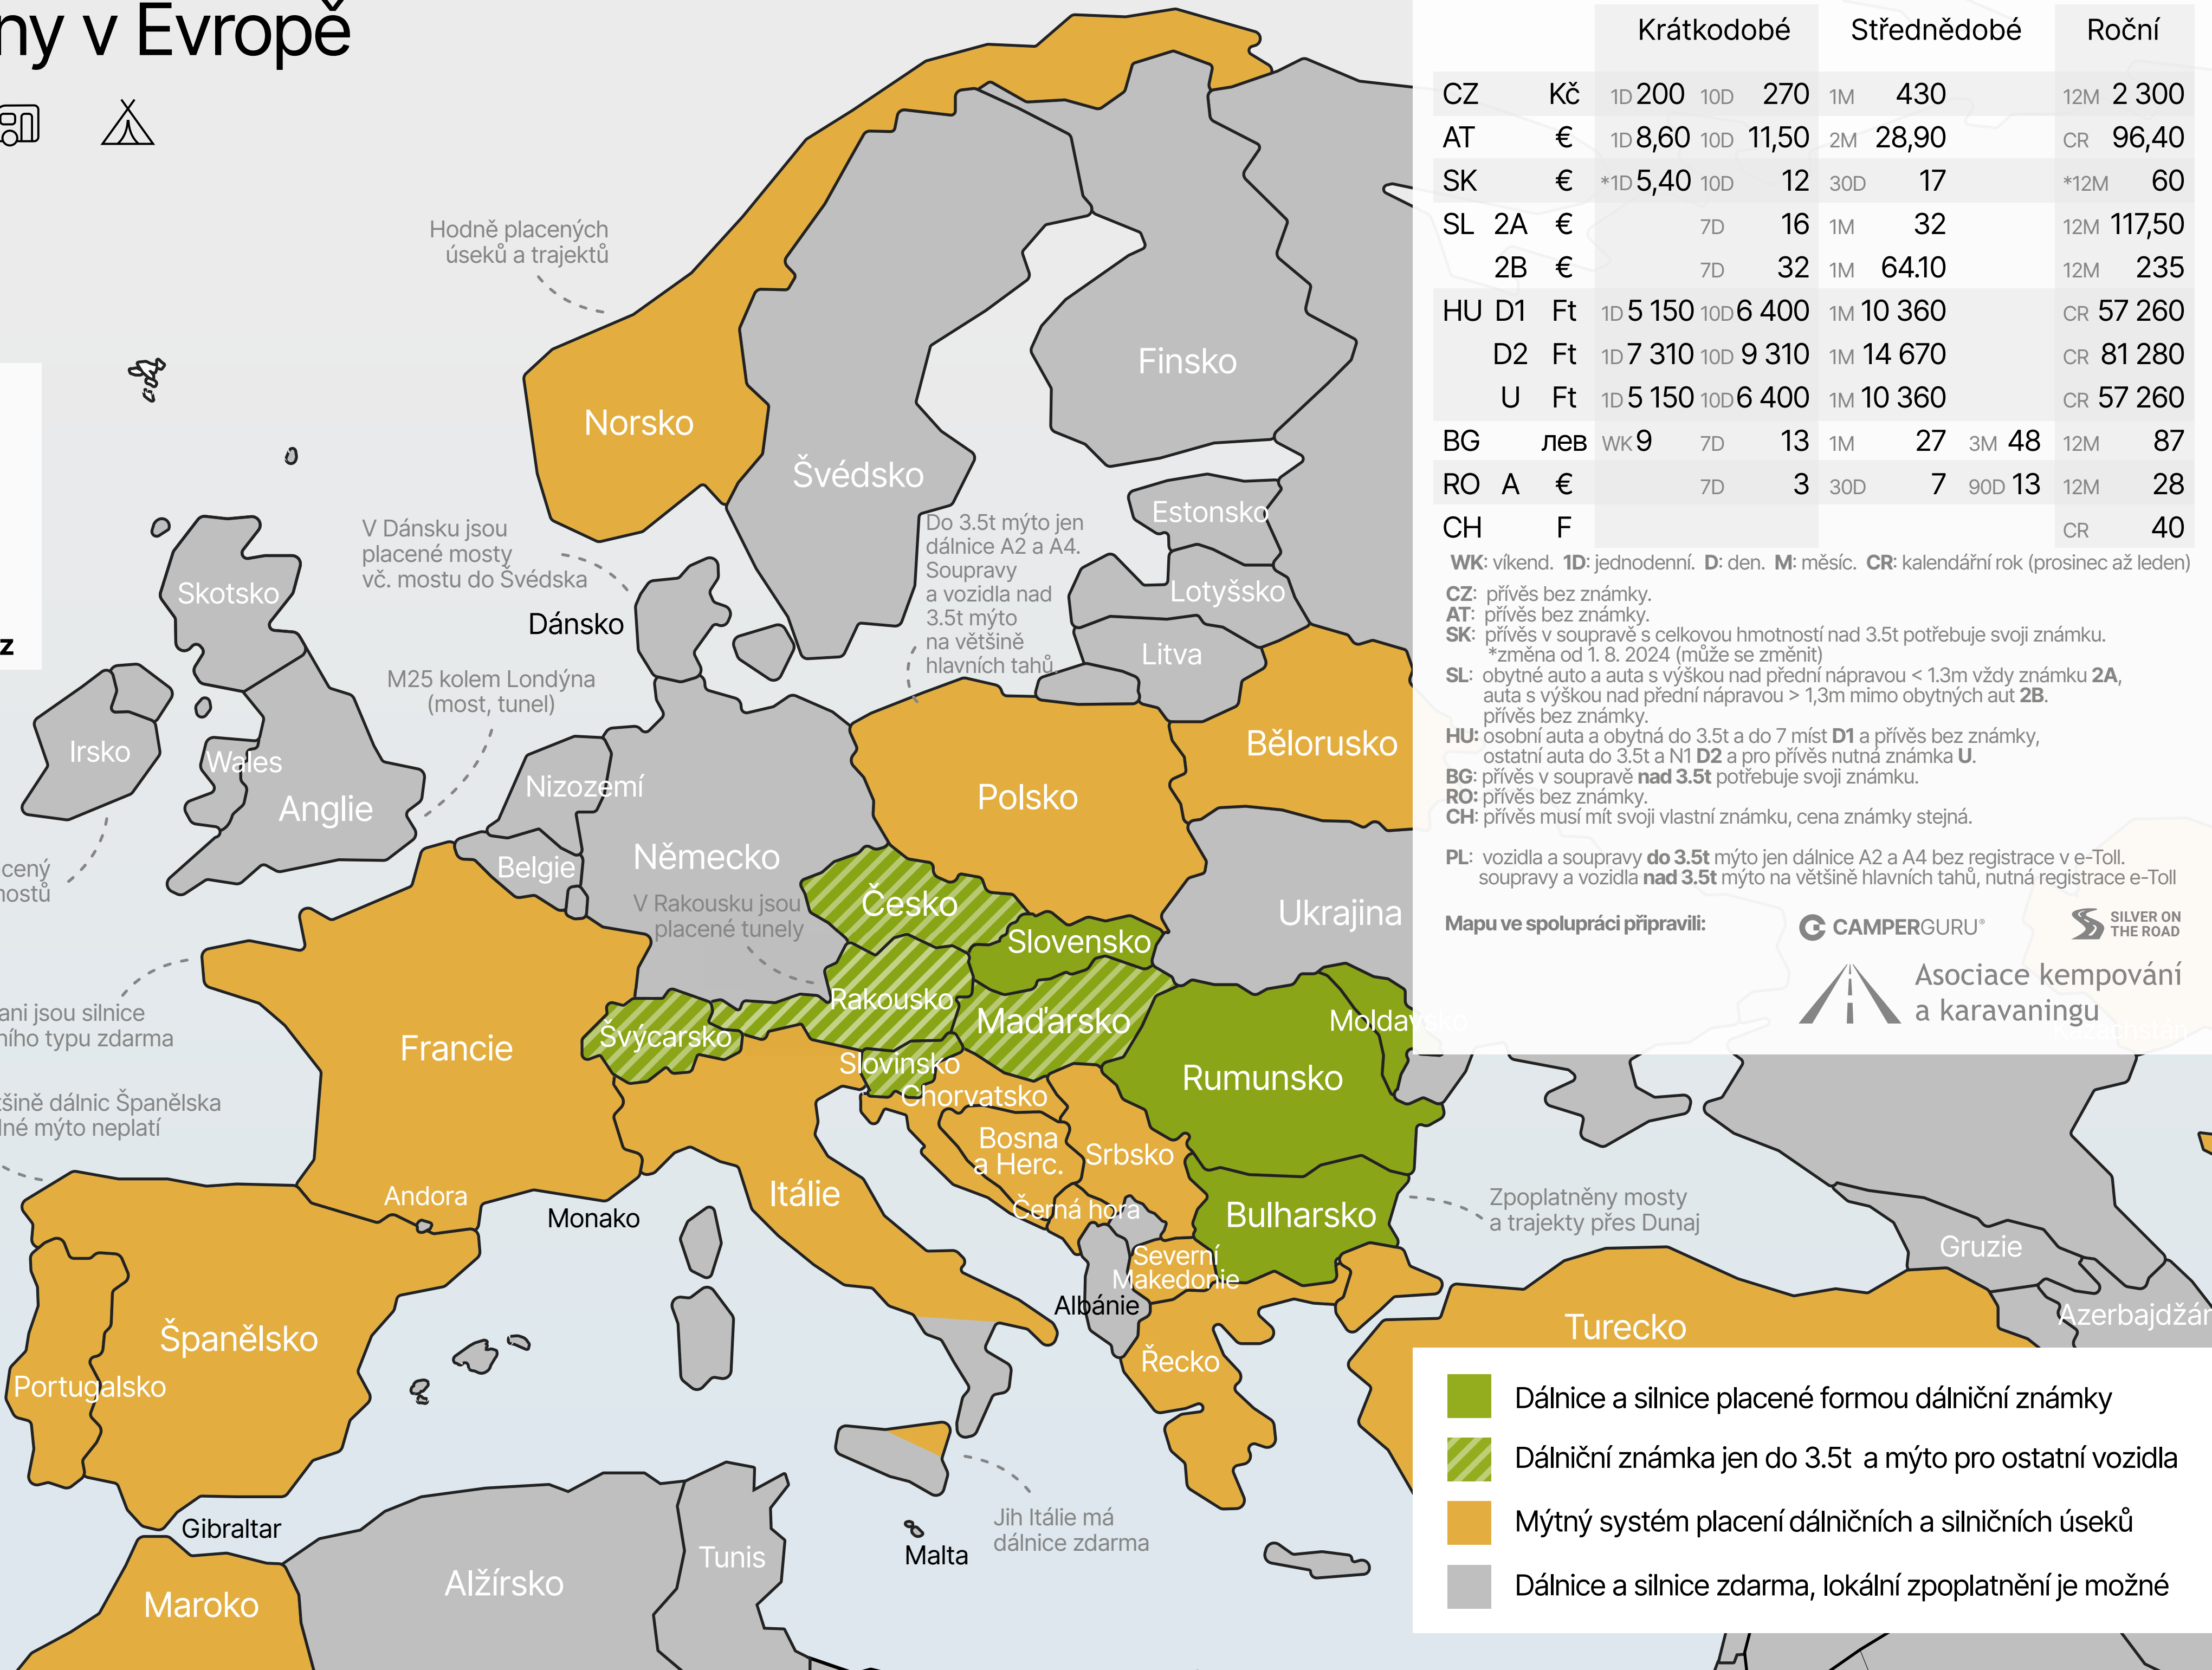 ny v Evropě
Krátkodobé Střednědobé Roční
CZ Kč 1D 200 10D 270 1M 430 12M 2 300
AT € 1D 8,60 10D 11,50 2M 28,90 CR 96,40
SK € *1D 5,40 10D 12 30D 17 *12M 60
SL 2A € 7D 16 1M 32 12M 117,50
2B € 7D 32 1M 64.10 12M 235
HU D1 Ft 1D 5 150 10D 6 400 1M 10 360 CR 57 260
D2 Ft 1D 7 310 10D 9 310 1M 14 670 CR 81 280
U Ft 1D 5 150 10D 6 400 1M 10 360 CR 57 260
BG лев WK 9 7D 13 1M 27 3M 48 12M 87
RO A € 7D 3 30D 7 90D 13 12M 28
CH F CR 40
WK: víkend. 1D: jednodenní. D: den. M: měsíc. CR: kalendářní rok (prosinec až leden)
CZ: přívěs bez známky.
AT: přívěs bez známky.
SK: přívěs v soupravě s celkovou hmotností nad 3.5t potřebuje svoji známku.
*změna od 1. 8. 2024 (může se změnit)
SL: obytné auto a auta s výškou nad přední nápravou < 1.3m vždy známku 2A,
auta s výškou nad přední nápravou > 1,3m mimo obytných aut 2B.
přívěs bez známky.
HU: osobní auta a obytná do 3.5t a do 7 míst D1 a přívěs bez známky,
ostatní auta do 3.5t a N1 D2 a pro přívěs nutná známka U.
BG: přívěs v soupravě nad 3.5t potřebuje svoji známku.
RO: přívěs bez známky.
CH: přívěs musí mít svoji vlastní známku, cena známky stejná.
PL: vozidla a soupravy do 3.5t mýto jen dálnice A2 a A4 bez registrace v e-Toll.
soupravy a vozidla nad 3.5t mýto na většině hlavních tahů, nutná registrace e-Toll
Mapu ve spolupráci připravili:
CAMPERGURU®
SILVER ON
THE ROAD
Asociace kempování
a karavaningu
Hodně placených
úseků a trajektů
Norsko
Švédsko
Finsko
Estonsko
Lotyšsko
Litva
V Dánsku jsou
placené mosty
vč. mostu do Švédska
Dánsko
Do 3.5t mýto jen
dálnice A2 a A4.
Soupravy
a vozidla nad
3.5t mýto
na většině
hlavních tahů
z
Skotsko
M25 kolem Londýna
(most, tunel)
Irsko
Wales
Anglie
Nizozemí
Belgie
Německo
Polsko
Bělorusko
Ukrajina
cený
nostů
V Rakousku jsou
placené tunely
Česko
Slovensko
Rakousko
Maďarsko
Švýcarsko
Slovinsko
Chorvatsko
Moldavsko
Rumunsko
ani jsou silnice
ního typu zdarma
Francie
tšině dálnic Španělska
né mýto neplatí
Andora
Monako
Itálie
Bosna
a Herc.
Srbsko
Černá hora
Bulharsko
Zpoplatněny mosty
a trajekty přes Dunaj
Severní
Makedonie
Albánie
Řecko
Turecko
Gruzie
Azerbajdžán
Kazachstán
Španělsko
Portugalsko
Gibraltar
Maroko
Alžírsko
Tunis
Malta
Jih Itálie má
dálnice zdarma
Dálnice a silnice placené formou dálniční známky
Dálniční známka jen do 3.5t a mýto pro ostatní vozidla
Mýtný systém placení dálničních a silničních úseků
Dálnice a silnice zdarma, lokální zpoplatnění je možné